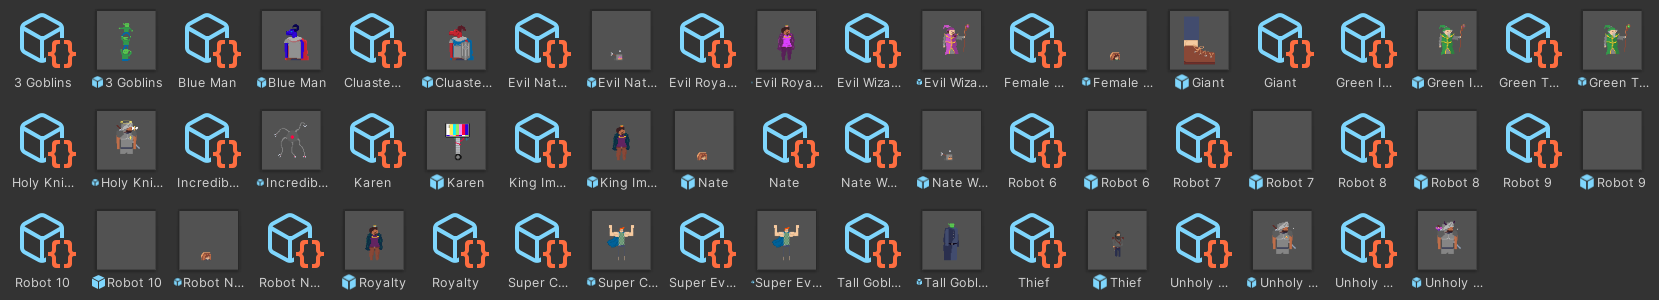 3 Goblins 3 Goblins Blue Man Blue Man Cluaste... Cluaste... Evil Nat... Evil Nat... Evil Roya... Evil Roya... Evil Wiza... Evil Wiza... Female ... Female ... Giant Giant Green I... Green I... Green T... Green T...
Holy Kni... Holy Kni... Incredib... Incredib... Karen Karen King Im... King Im... Nate Nate Nate W... Nate W... Robot 6 Robot 6 Robot 7 Robot 7 Robot 8 Robot 8 Robot 9 Robot 9
Robot 10 Robot 10 Robot N... Robot N... Royalty Royalty Super C... Super C... Super Ev... Super Ev... Tall Gobl... Tall Gobl... Thief Thief Unholy ... Unholy ... Unholy ... Unholy ...